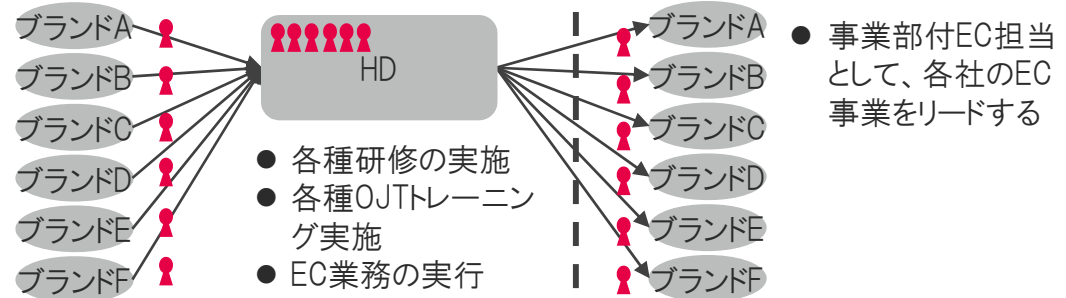 ブランドA
ブランドB
ブランドC
ブランドD
ブランドE
ブランドF
HD
● 各種研修の実施
● 各種OJTトレーニン
グ実施
● EC業務の実行
ブランドA
ブランドB
ブランドC
ブランドD
ブランドE
ブランドF
● 事業部付EC担当
として、各社のEC
事業をリードする